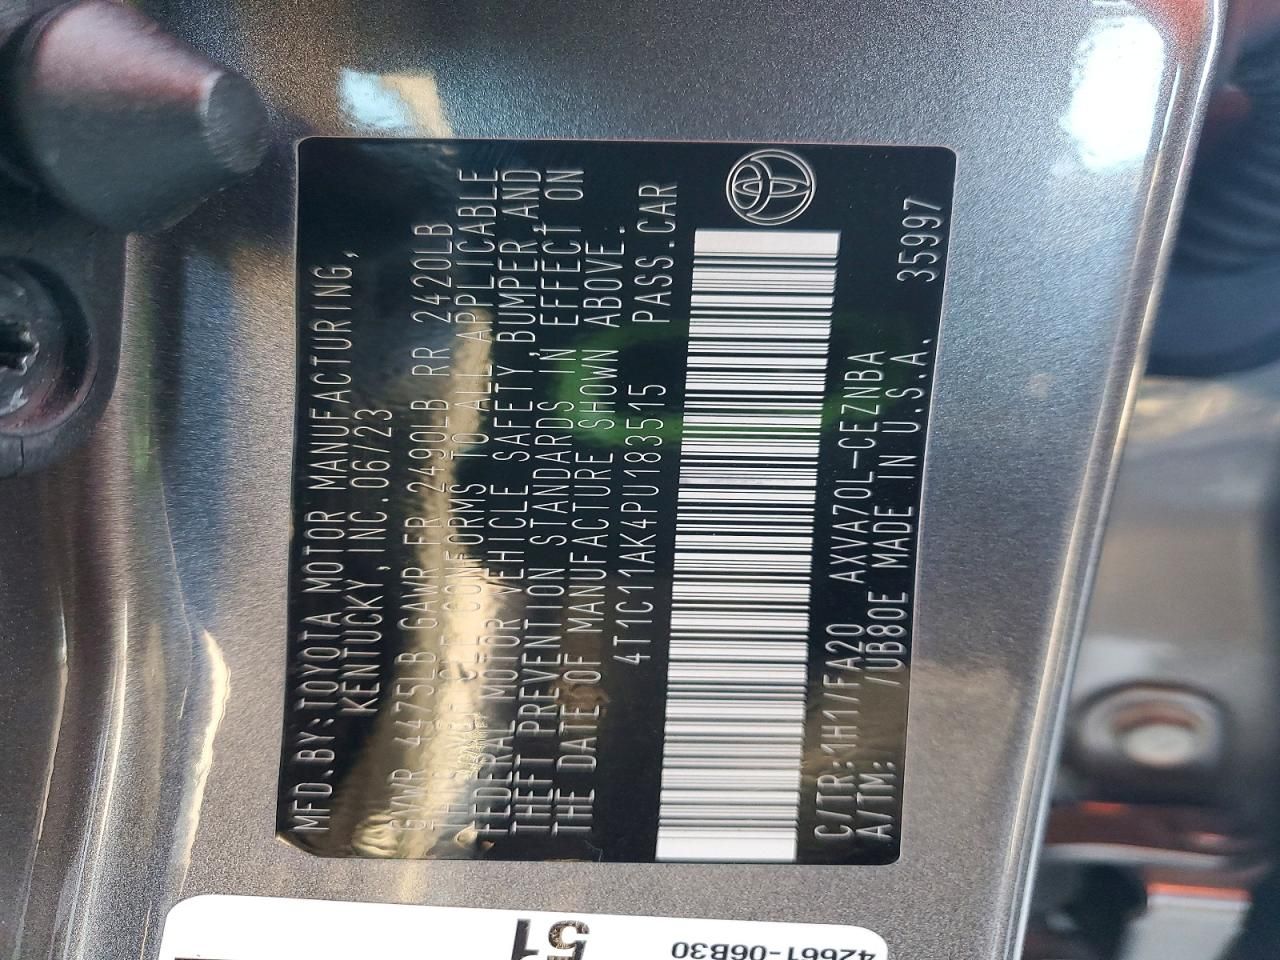 MFD.BY:TOYOTA MOTOR MANUFACTURING,
KENTUCKY,INC.06/23
GVWR 4475LB GAWR FR 2490LB RR 2420LB
THIS VEHICLE CONFORMS TO ALL APPLICABLE
FEDERAL MOTOR VEHICLE SAFETY,BUMPER,AND
THEFT PREVENTION STANDARDS IN EFFECT ON
THE DATE OF MANUFACTURE SHOWN ABOVE.
4T1C11AK4PU183515 PASS.CAR
C/TR:1H1/FA20 AXVA70L-CEZNBA 35997
A/TM: /UB80E MADE IN U.S.A.
51
42661-06B30